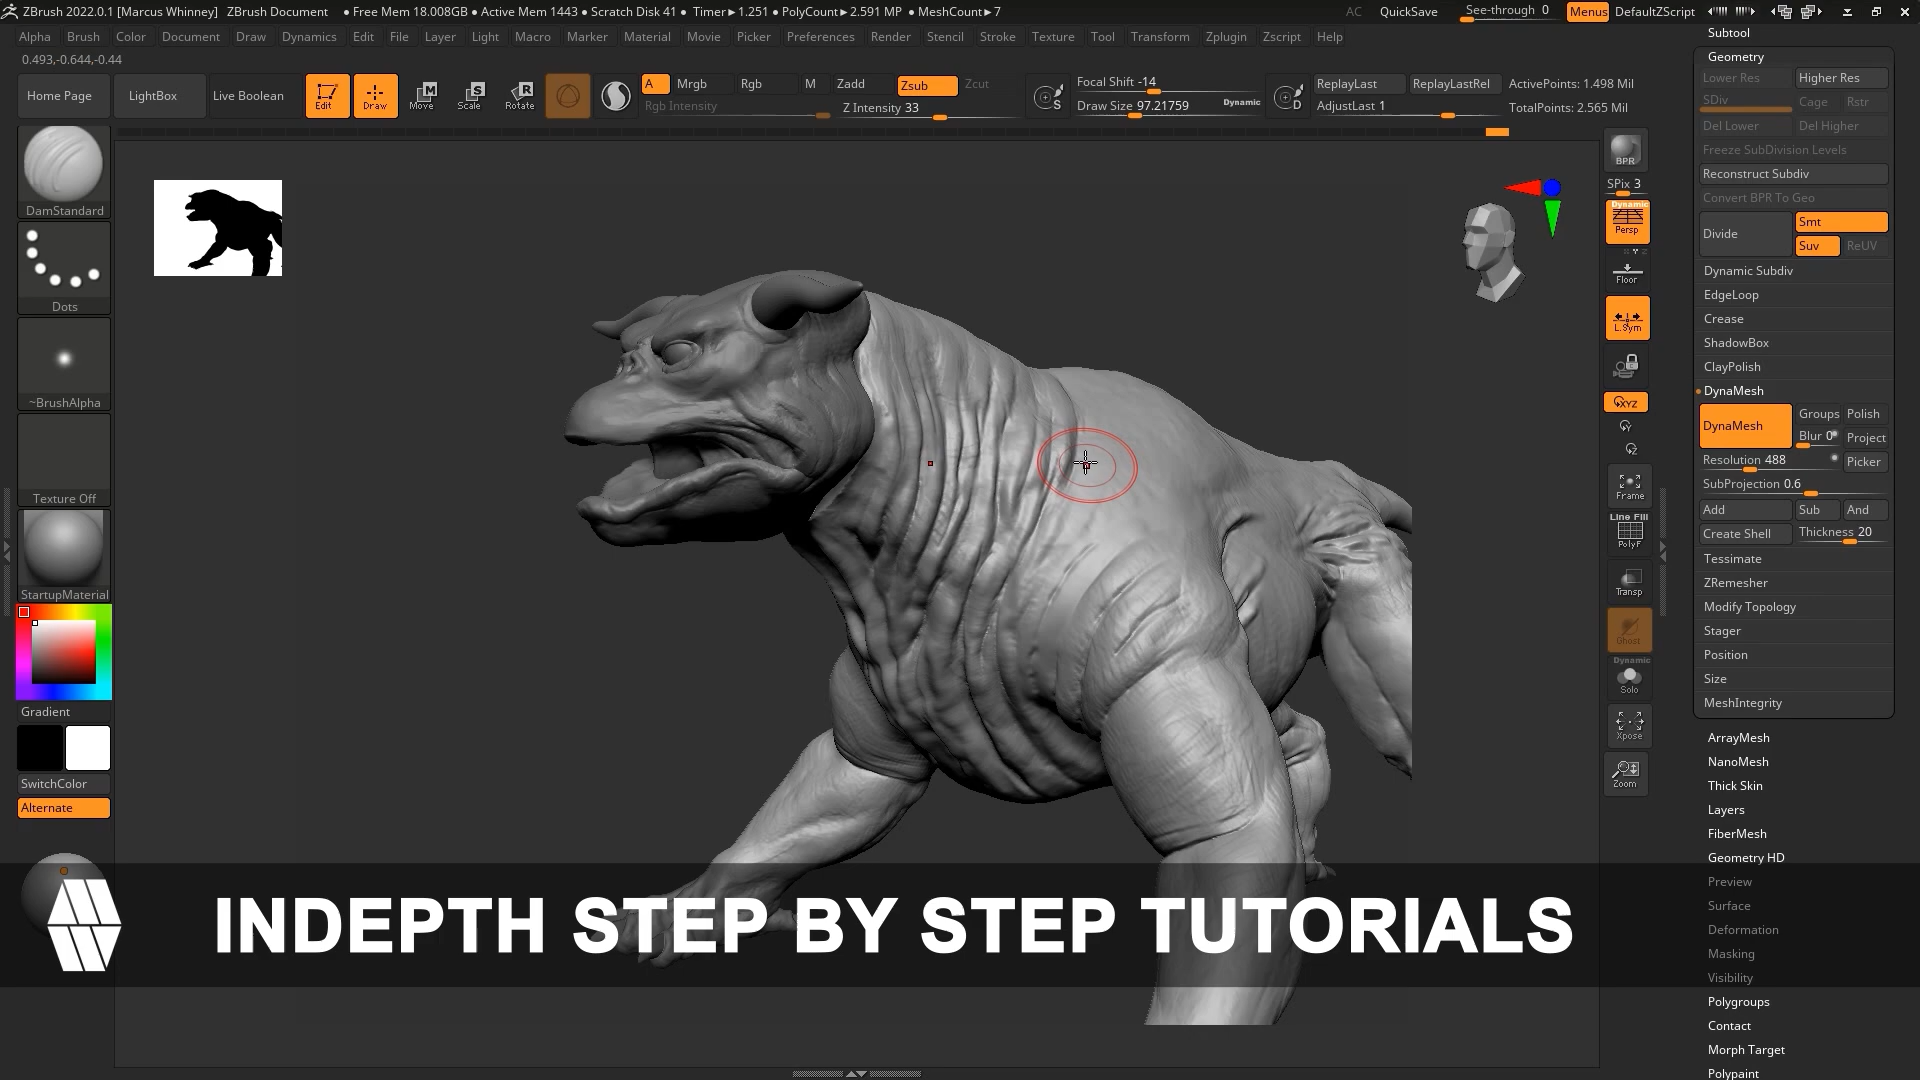 ZBrush 2022.0.1 [Marcus Whinney] ZBrush Document • Free Mem 18.008GB • Active Mem 1443 • Scratch Disk 41 • Timer►1.251 • PolyCount►2.591 MP • MeshCount►7 AC QuickSave See-through 0 Menus DefaultZScript
Alpha Brush Color Document Draw Dynamics Edit File Layer Light Macro Marker Material Movie Picker Preferences Render Stencil Stroke Texture Tool Transform Zplugin Zscript Help
0.493,-0.644,-0.44
Home Page LightBox Live Boolean Edit Draw Move Scale Rotate
M S R
A Mrgb Rgb M Zadd Zsub Zcut
Rgb Intensity Z Intensity 33
S Focal Shift -14
Draw Size 97.21759 Dynamic
D ReplayLast ReplayLastRel ActivePoints: 1.498 Mil
AdjustLast 1 TotalPoints: 2.565 Mil
DamStandard
Dots
~BrushAlpha
Texture Off
StartupMaterial
Gradient
SwitchColor
Alternate
BPR
SPix 3
Dynamic
Persp
Floor
L.Sym
XYZ
Y
Z
Frame
Line Fill
PolyF
Transp
Ghost
Dynamic
Solo
Xpose
Zoom
Subtool
Geometry
Lower Res Higher Res
SDiv Cage Rstr
Del Lower Del Higher
Freeze SubDivision Levels
Reconstruct Subdiv
Convert BPR To Geo
Divide Smt
Suv ReUV
Dynamic Subdiv
EdgeLoop
Crease
ShadowBox
ClayPolish
DynaMesh
DynaMesh Groups Polish
Blur 0 Project
Resolution 488 Picker
SubProjection 0.6
Add Sub And
Create Shell Thickness 20
Tessimate
ZRemesher
Modify Topology
Stager
Position
Size
MeshIntegrity
ArrayMesh
NanoMesh
Thick Skin
Layers
FiberMesh
Geometry HD
Preview
Surface
Deformation
Masking
Visibility
Polygroups
Contact
Morph Target
Polypaint
INDEPTH STEP BY STEP TUTORIALS